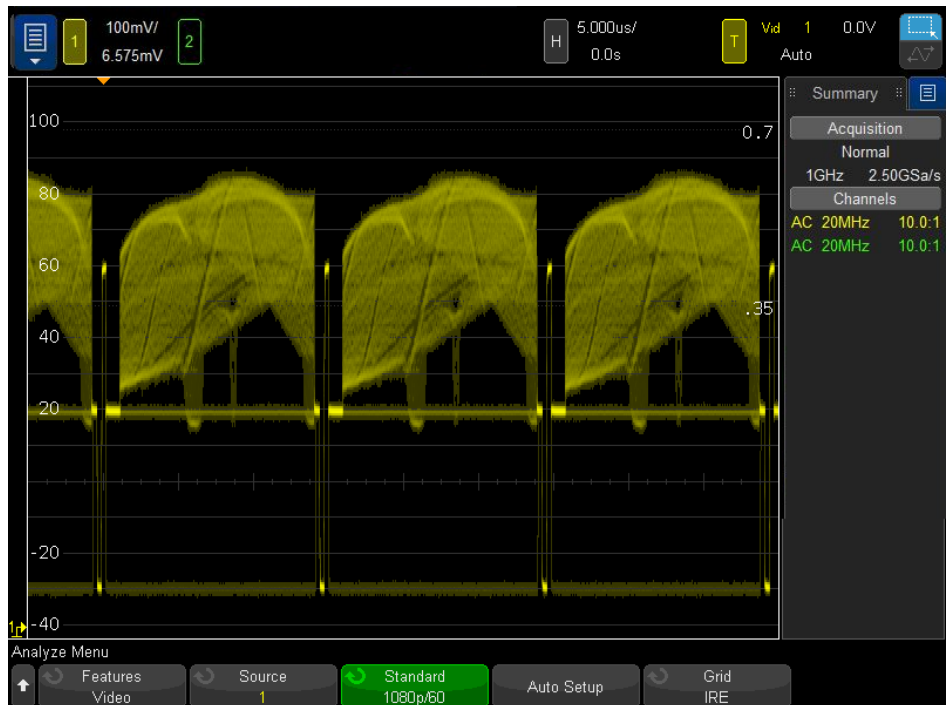 1 100mV/ 2 H 5.000us/ T Vid 1 0.0V
6.575mV 0.0s Auto
Summary
Acquisition
Normal
1GHz 2.50GSa/s
Channels
AC 20MHz 10.0:1
AC 20MHz 10.0:1
100
0.7
80
60
.35
40
20
-20
-40
1
Analyze Menu
Features Source Standard Auto Setup Grid
Video 1 1080p/60 IRE